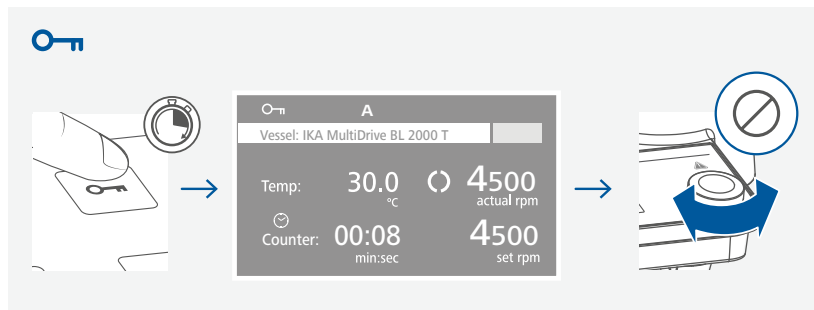 A
Vessel: IKA MultiDrive BL 2000 T
Temp: 30.0 4500
°C actual rpm
Counter: 00:08 4500
min:sec set rpm